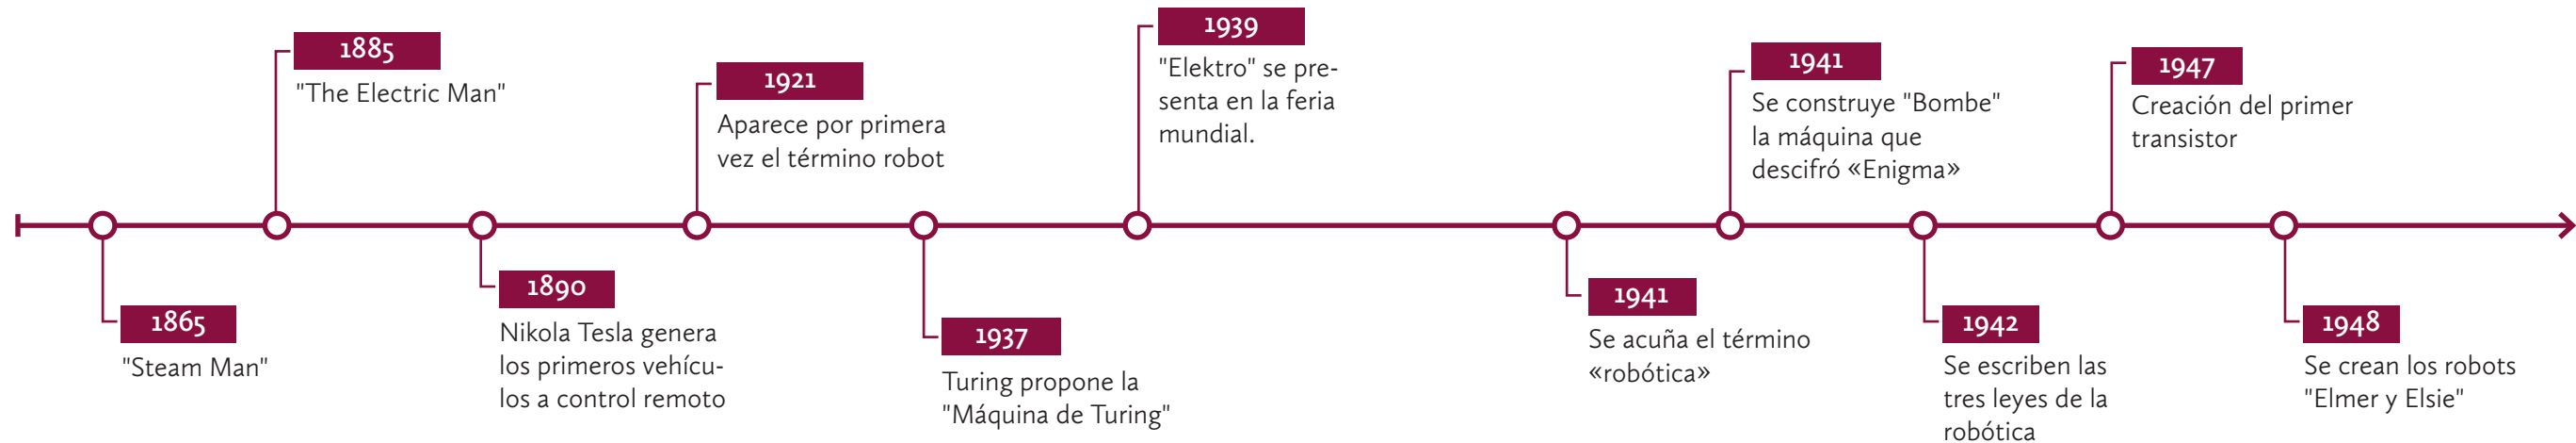 1865
"Steam Man"
1885
"The Electric Man"
1890
Nikola Tesla genera
los primeros vehícu-
los a control remoto
1921
Aparece por primera
vez el término robot
1937
Turing propone la
"Máquina de Turing"
1939
"Elektro" se pre-
senta en la feria
mundial.
1941
Se acuña el término
«robótica»
1941
Se construye "Bombe"
la máquina que
descifró «Enigma»
1942
Se escriben las
tres leyes de la
robótica
1947
Creación del primer
transistor
1948
Se crean los robots
"Elmer y Elsie"